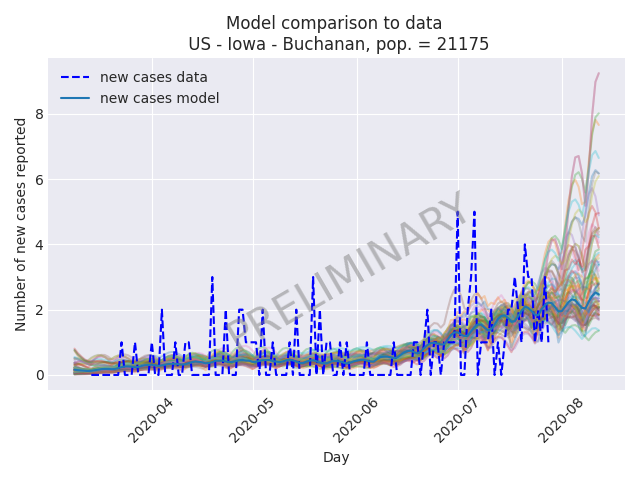 Model comparison to data
US - Iowa - Buchanan, pop. = 21175
new cases data
new cases model
PRELIMINARY
Number of new cases reported
8
6
4
2
0
2020-04
2020-05
2020-06
2020-07
2020-08
Day